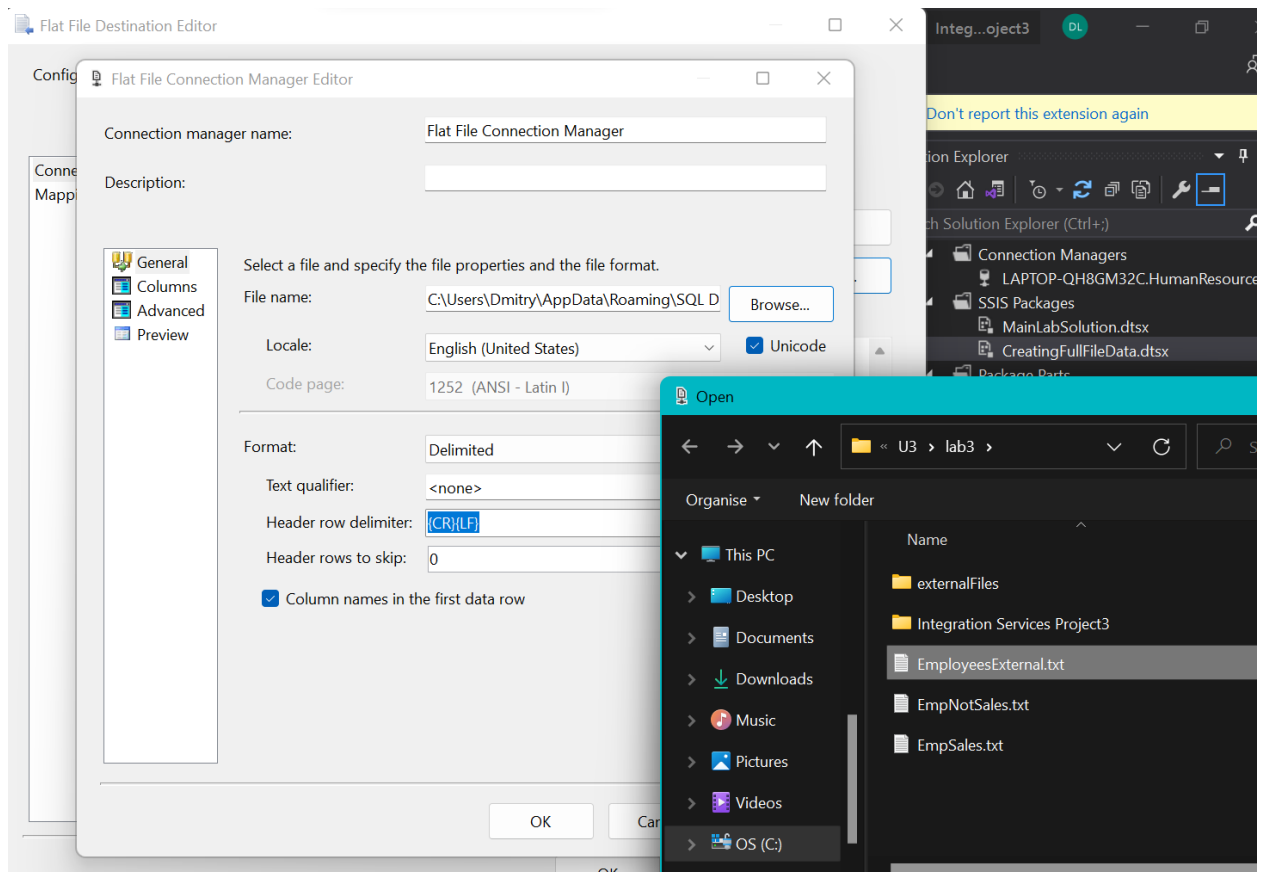 Flat File Destination Editor
Integ...oject3
DL
Config
Flat File Connection Manager Editor
Don't report this extension again
Connection manager name:
Flat File Connection Manager
Description:
Conne
Mappi
ion Explorer
ch Solution Explorer (Ctrl+;)
Connection Managers
LAPTOP-QH8GM32C.HumanResource
SSIS Packages
MainLabSolution.dtsx
CreatingFullFileData.dtsx
Package Parts
General
Columns
Advanced
Preview
Select a file and specify the file properties and the file format.
File name:
C:\Users\Dmitry\AppData\Roaming\SQL D
Browse...
Locale:
English (United States)
Unicode
Code page:
1252 (ANSI - Latin I)
Format:
Delimited
Text qualifier:
<none>
Header row delimiter:
{CR}{LF}
Header rows to skip:
0
Column names in the first data row
OK
Car
OK
Open
« U3 › lab3 ›
S
Organise
New folder
This PC
Desktop
Documents
Downloads
Music
Pictures
Videos
OS (C:)
Name
externalFiles
Integration Services Project3
EmployeesExternal.txt
EmpNotSales.txt
EmpSales.txt